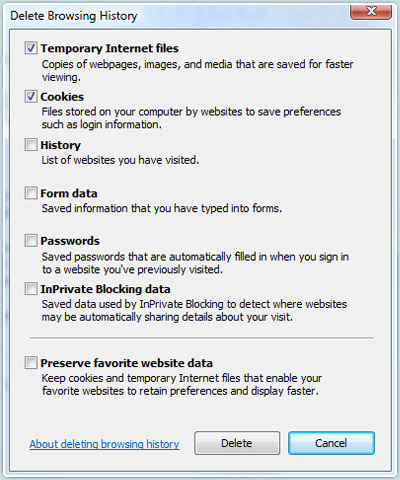 Delete Browsing History
Temporary Internet files
Copies of webpages, images, and media that are saved for faster
viewing.
Cookies
Files stored on your computer by websites to save preferences
such as login information.
History
List of websites you have visited.
Form data
Saved information that you have typed into forms.
Passwords
Saved passwords that are automatically filled in when you sign in
to a website you've previously visited.
InPrivate Blocking data
Saved data used by InPrivate Blocking to detect where websites
may be automatically sharing details about your visit.
Preserve favorite website data
Keep cookies and temporary Internet files that enable your
favorite websites to retain preferences and display faster.
About deleting browsing history Delete Cancel